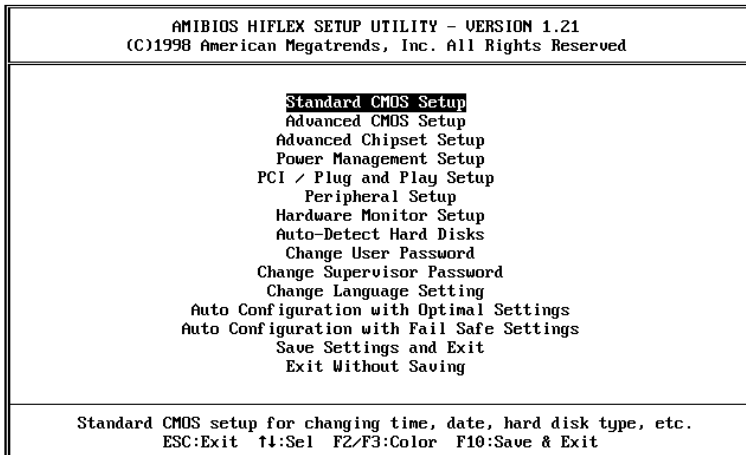 AMIBIOS HIFLEX SETUP UTILITY - VERSION 1.21
(C)1998 American Megatrends, Inc. All Rights Reserved
Standard CMOS Setup
Advanced CMOS Setup
Advanced Chipset Setup
Power Management Setup
PCI / Plug and Play Setup
Peripheral Setup
Hardware Monitor Setup
Auto-Detect Hard Disks
Change User Password
Change Supervisor Password
Change Language Setting
Auto Configuration with Optimal Settings
Auto Configuration with Fail Safe Settings
Save Settings and Exit
Exit Without Saving
Standard CMOS setup for changing time, date, hard disk type, etc.
ESC:Exit ↑↓:Sel F2/F3:Color F10:Save & Exit